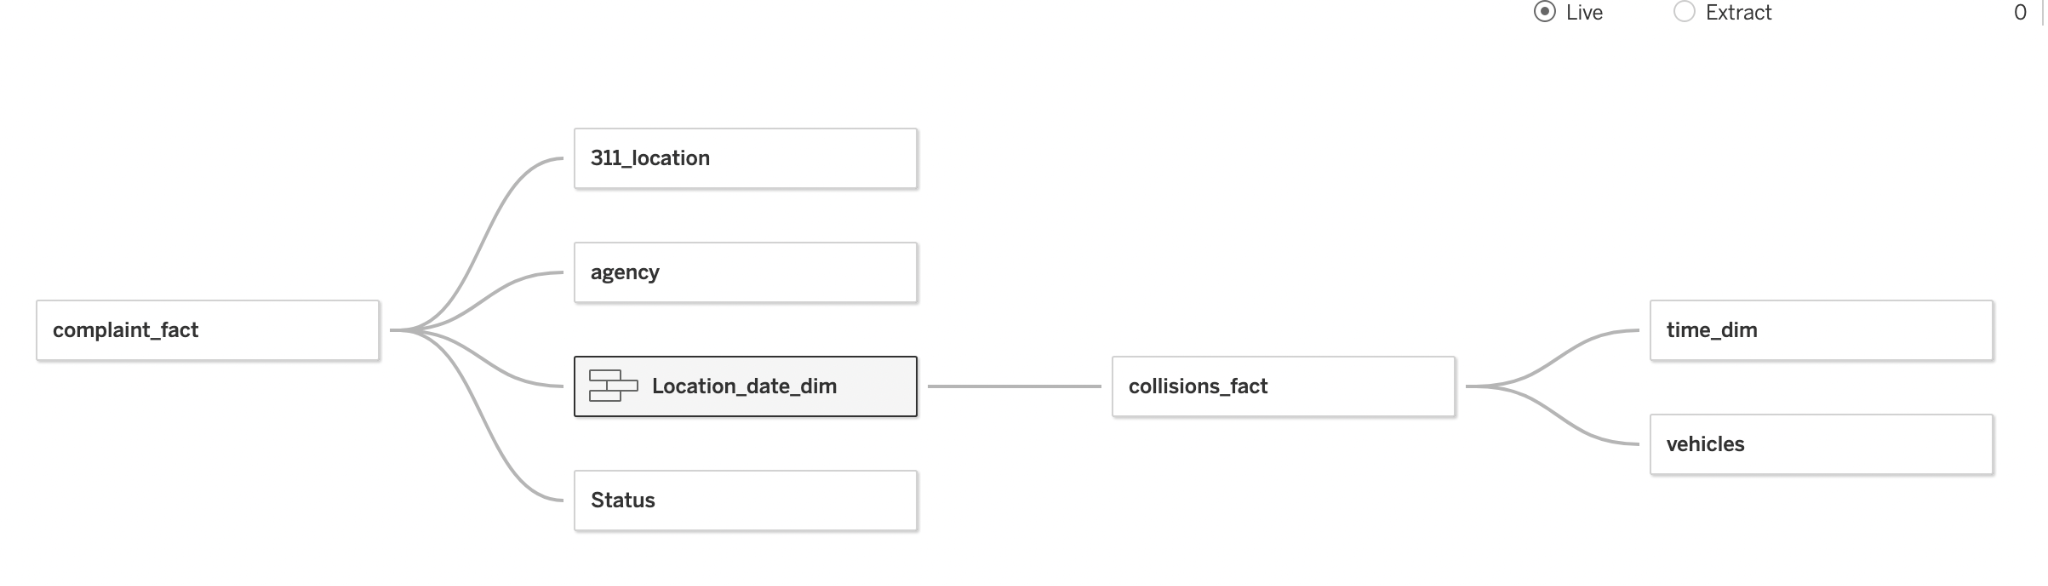 Live
Extract
0
311_location
agency
complaint_fact
time_dim
Location_date_dim
collisions_fact
vehicles
Status